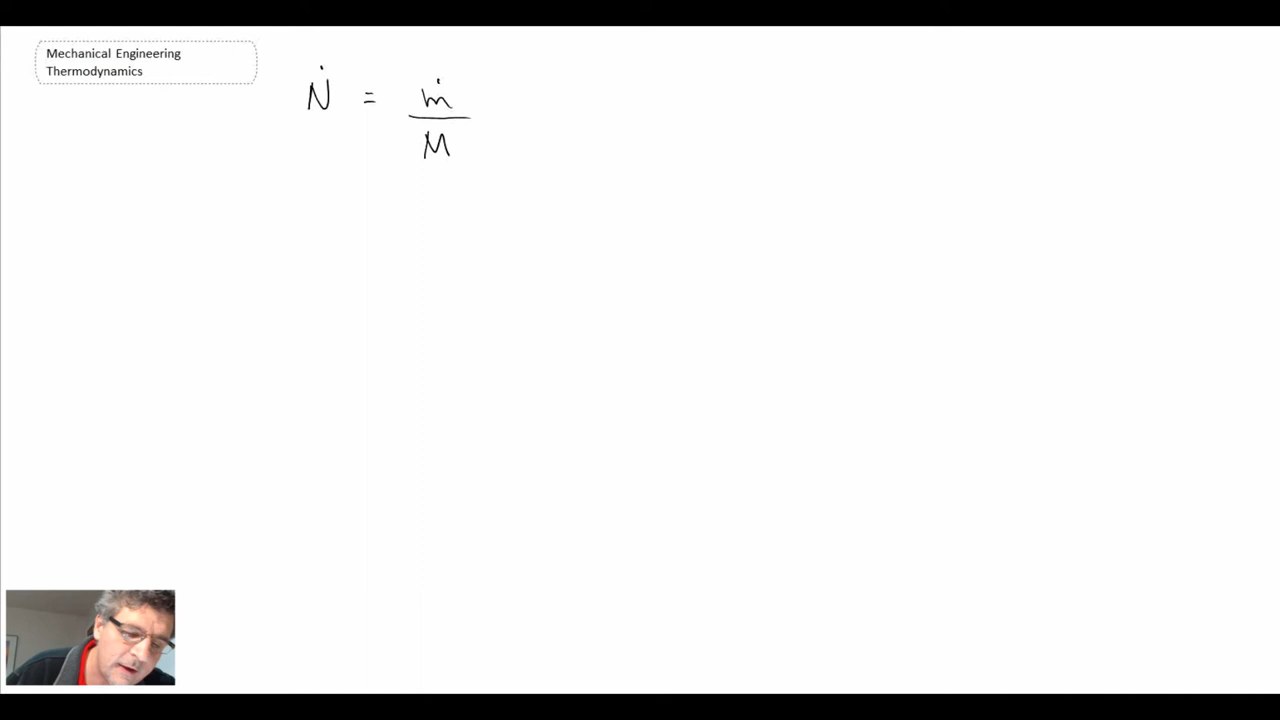 Mechanical Engineering
Thermodynamics
Ṅ = ṁ
M